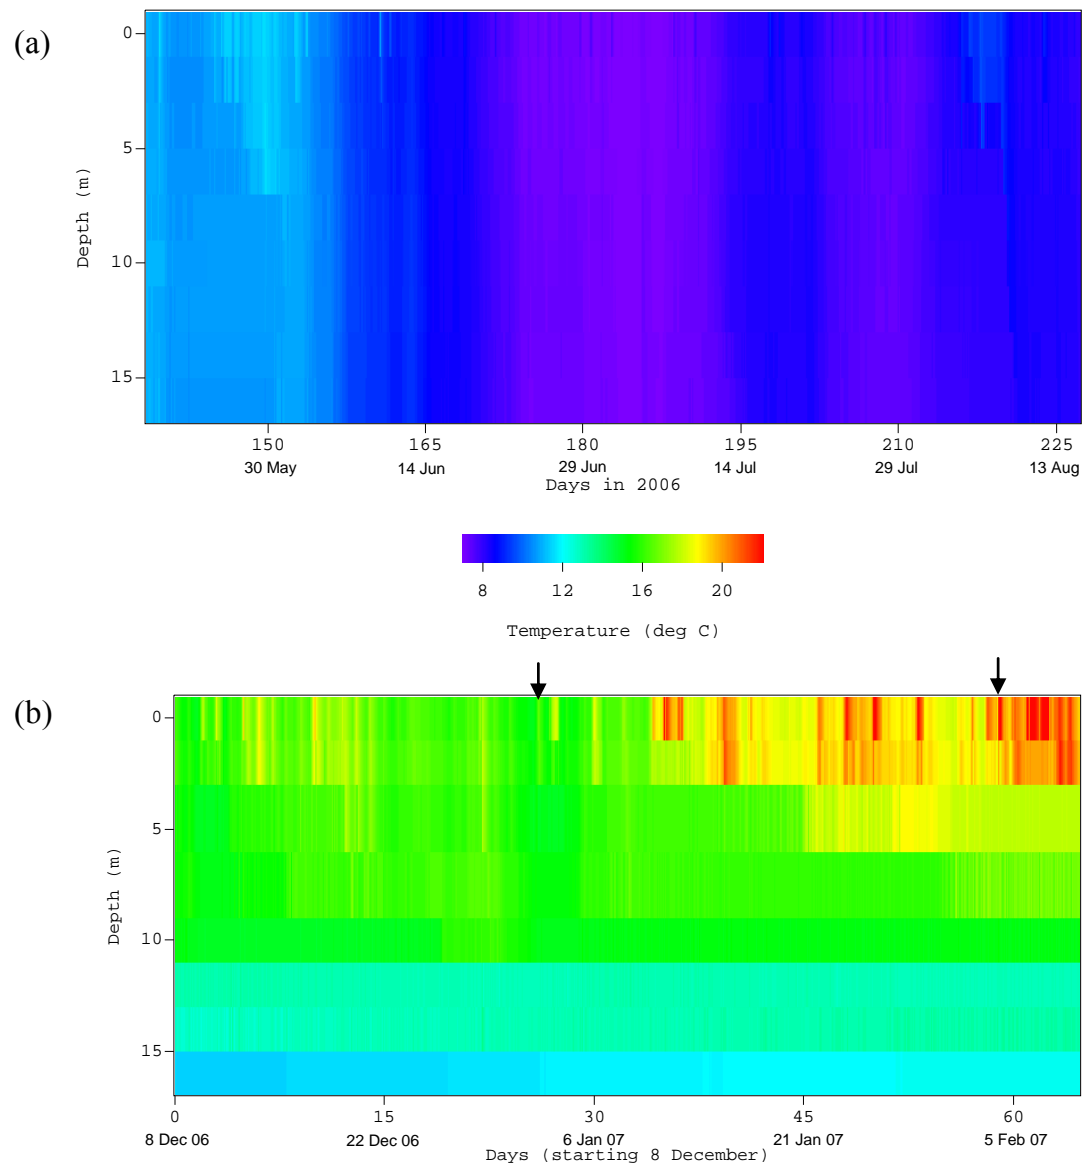 (a)
0
5
10
15
Depth (m)
150 165 180 195 210 225
30 May 14 Jun 29 Jun 14 Jul 29 Jul 13 Aug
Days in 2006
8 12 16 20
Temperature (deg C)
(b)
0
5
10
15
Depth (m)
0 15 30 45 60
8 Dec 06 22 Dec 06 6 Jan 07 21 Jan 07 5 Feb 07
Days (starting 8 December)